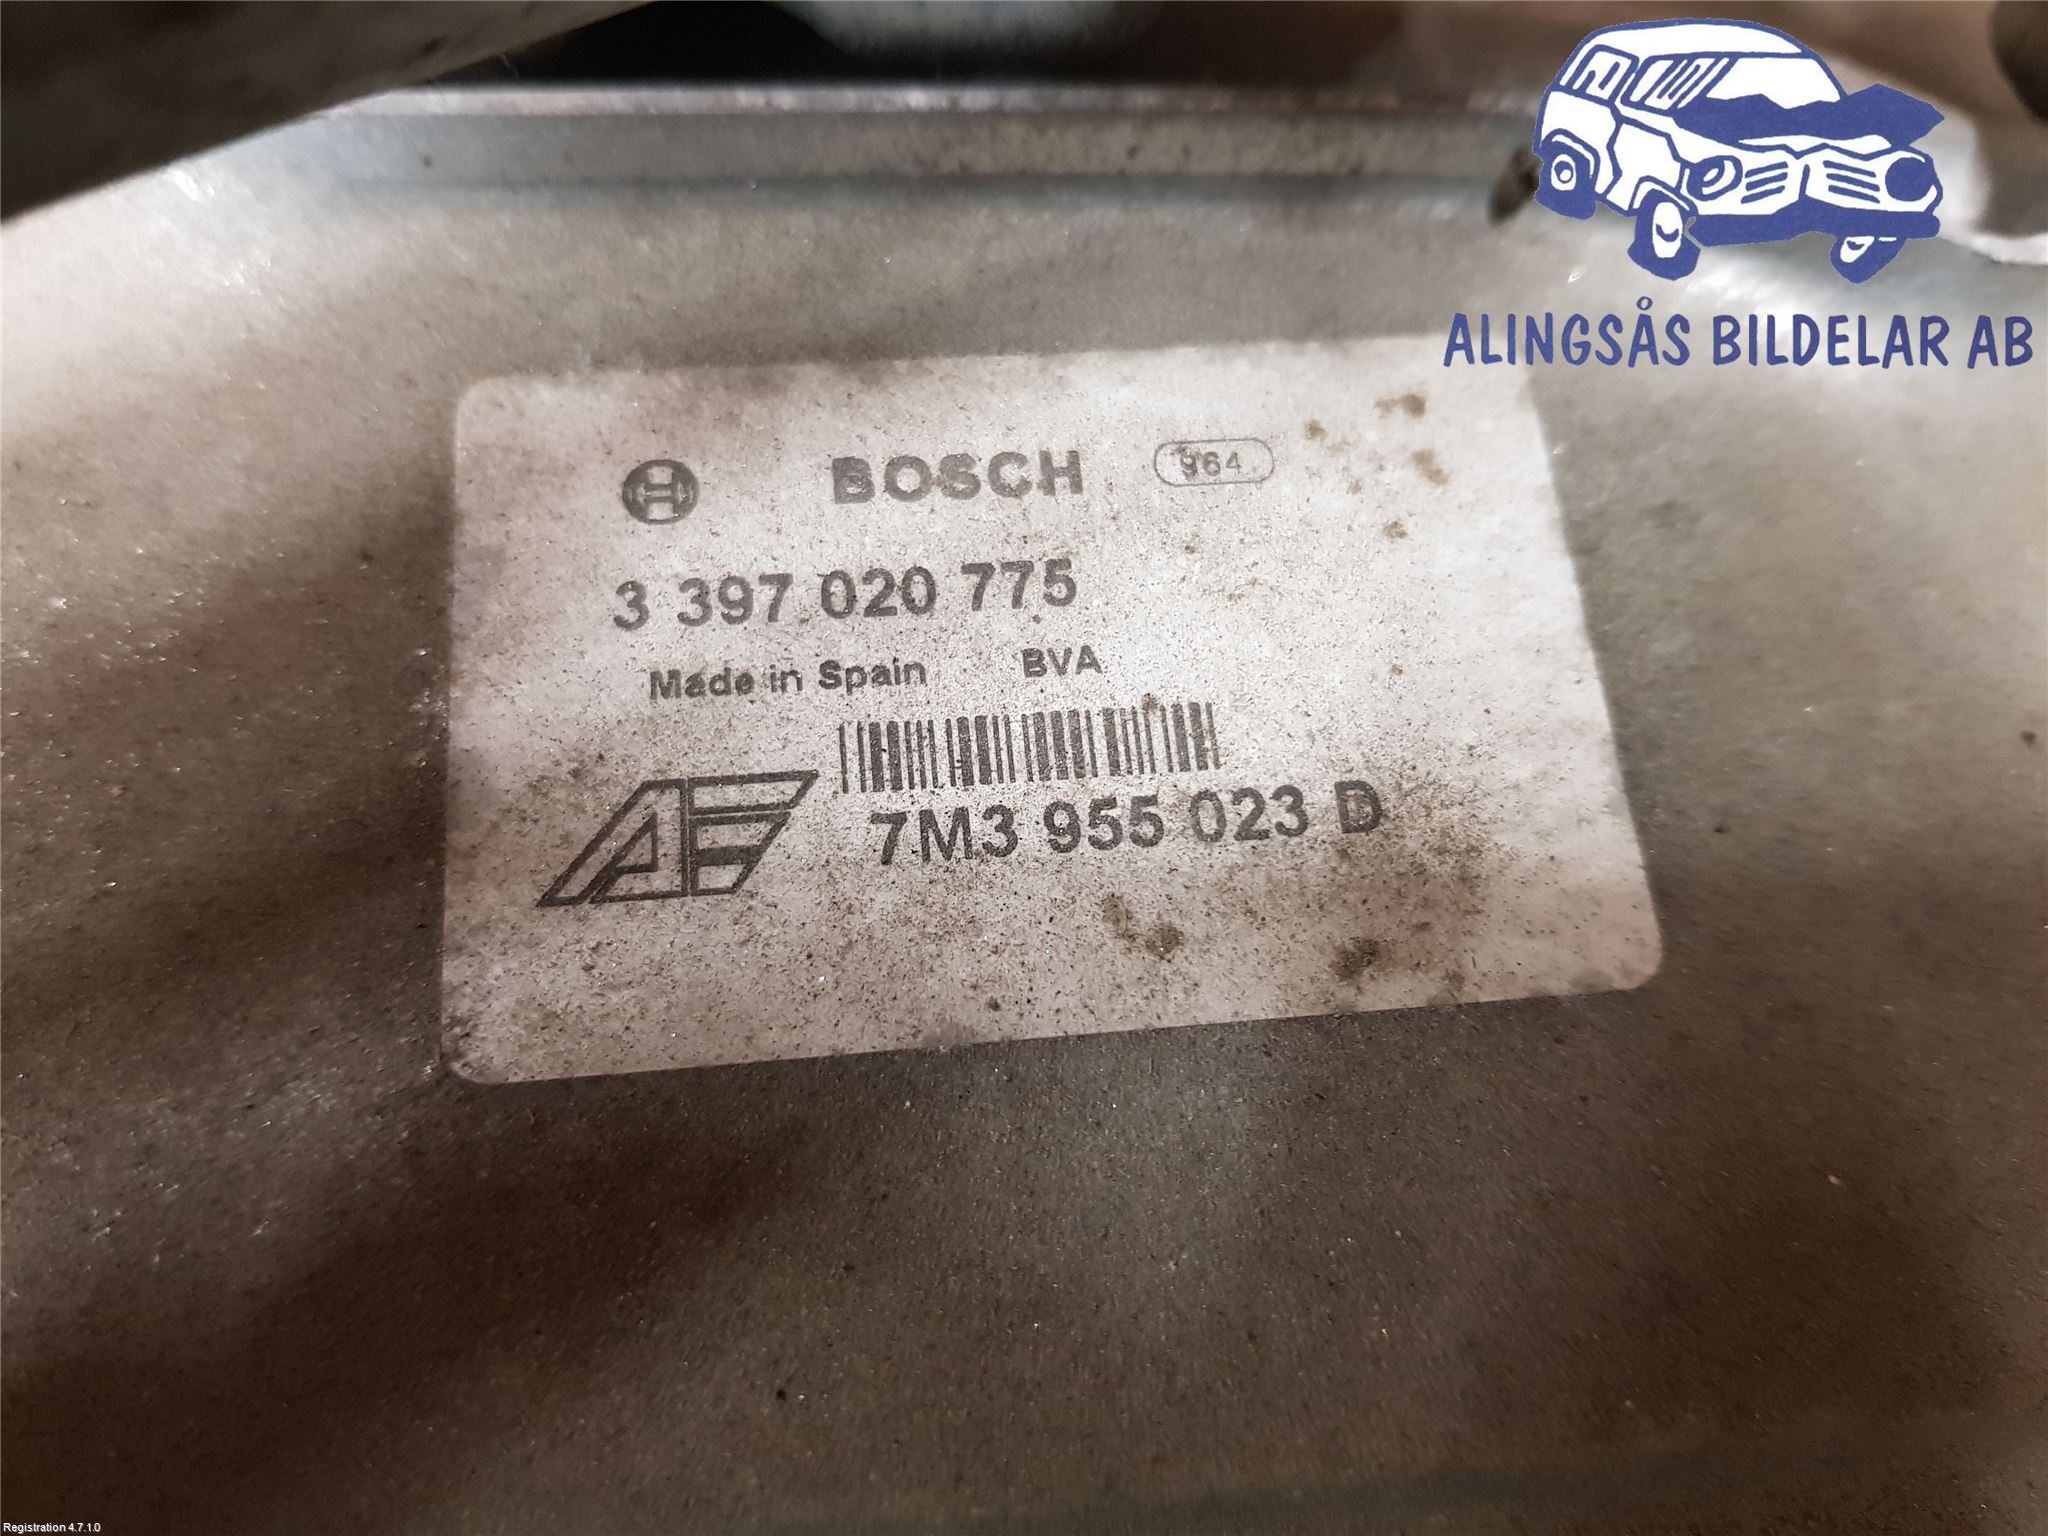 ALINGSÅS BILDELAR AB
BOSCH 964
3 397 020 775
Made in Spain BVA
AF
7M3 955 023 D
Registration 4.7.1.0